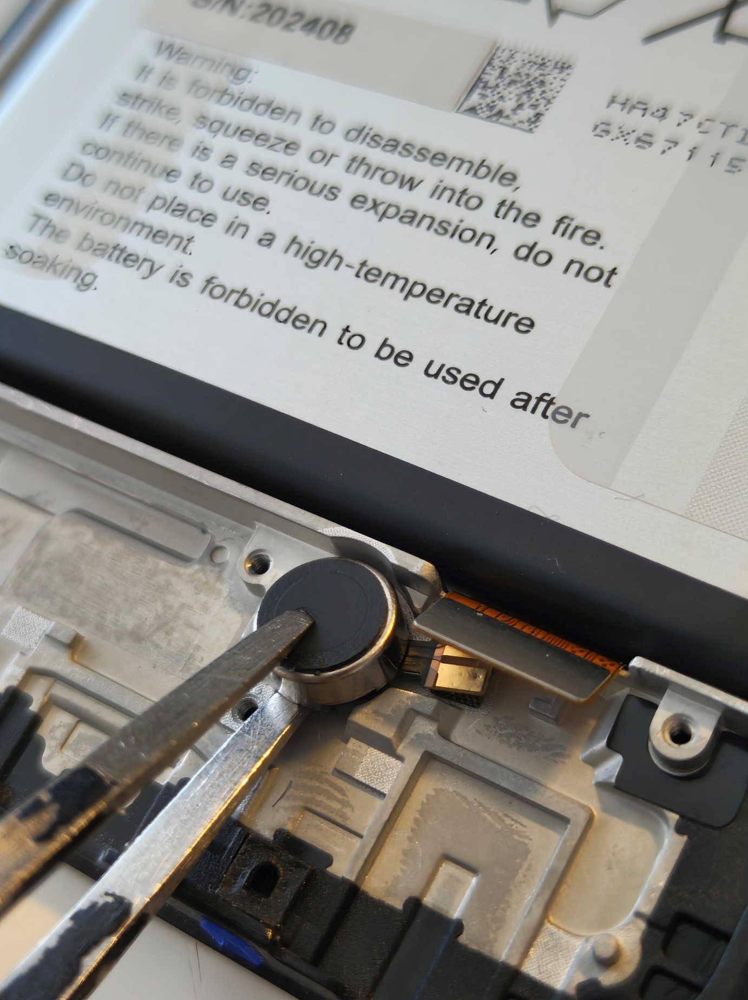 S/N:202408
Warning:
It is forbidden to disassemble,
strike, squeeze or throw into the fire.
If there is a serious expansion, do not
continue to use.
Do not place in a high-temperature
environment.
The battery is forbidden to be used after
soaking.
HA47CT
GX67115